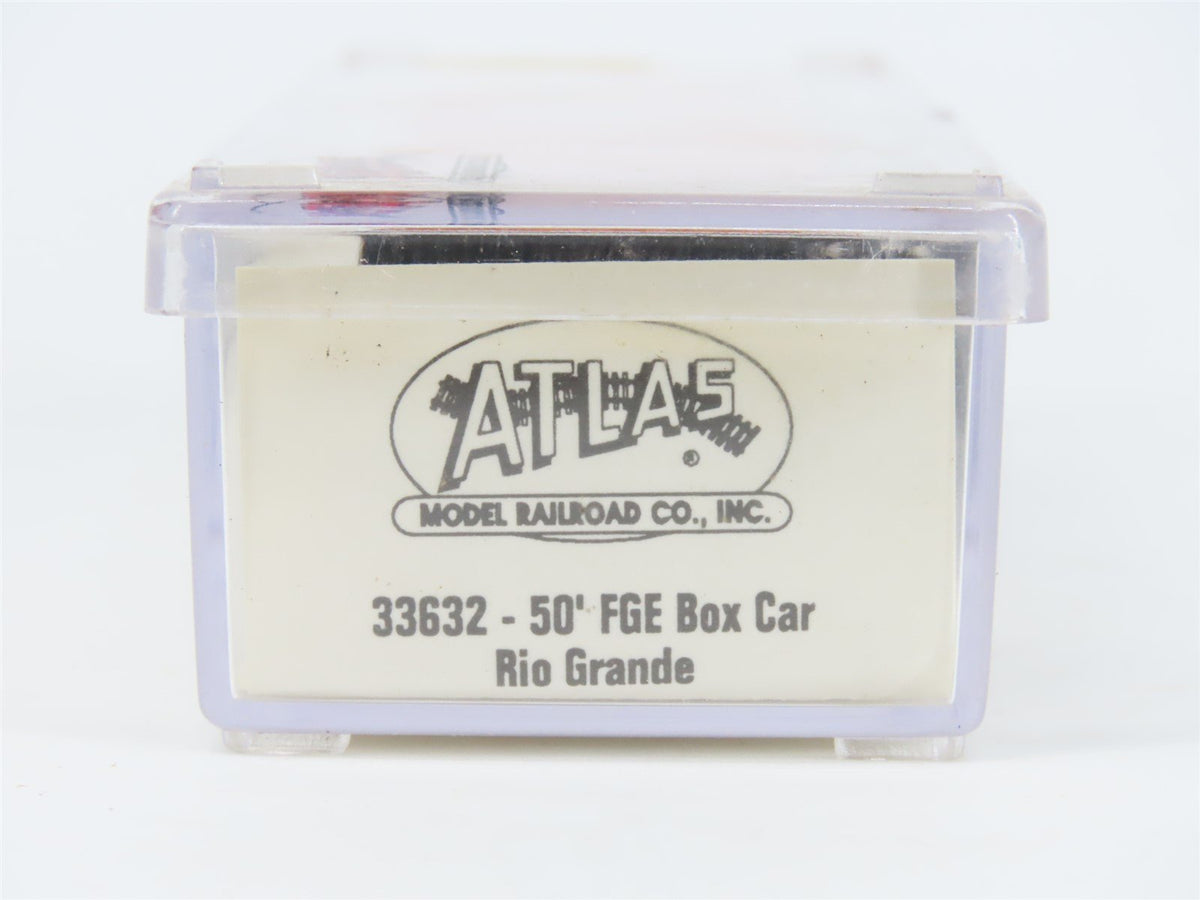 ATLAS®
MODEL RAILROAD CO., INC.
33632 - 50' FGE Box Car
Rio Grande